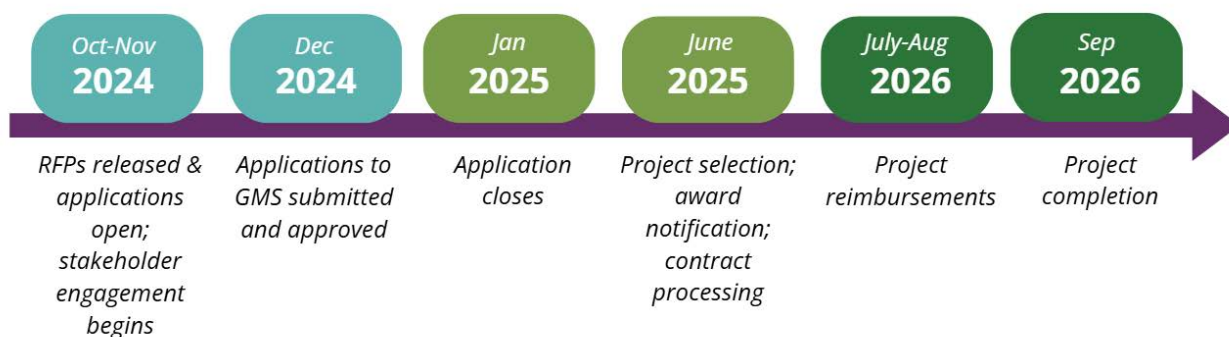 Oct-Nov
2024
Dec
2024
Jan
2025
June
2025
July-Aug
2026
Sep
2026
RFPs released &
applications
open;
stakeholder
engagement
begins
Applications to
GMS submitted
and approved
Application
closes
Project selection;
award
notification;
contract
processing
Project
reimbursements
Project
completion